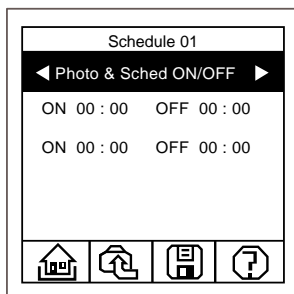 Schedule 01
Photo & Sched ON/OFF
ON 00 : 00 OFF 00 : 00
ON 00 : 00 OFF 00 : 00
?